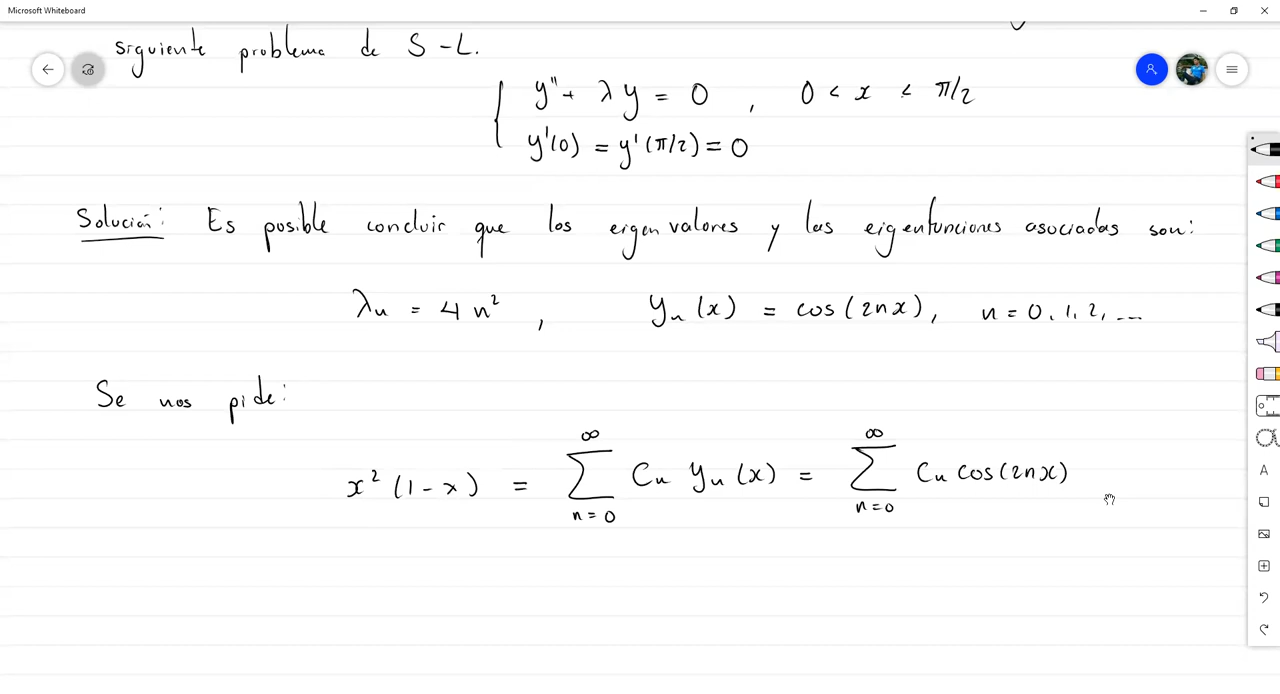 Microsoft Whiteboard
siguiente problema de S-L.
y'' + λy = 0 , 0 < x < π/2
y'(0) = y'(π/2) = 0
Solución: Es posible concluir que los eigenvalores y las eigenfunciones asociadas son:
λn = 4n² , yn(x) = cos(2nx), n = 0, 1, 2, ...
Se nos pide:
x²(1-x) = ∑_{n=0}^{∞} Cn yn(x) = ∑_{n=0}^{∞} Cn cos(2nx)